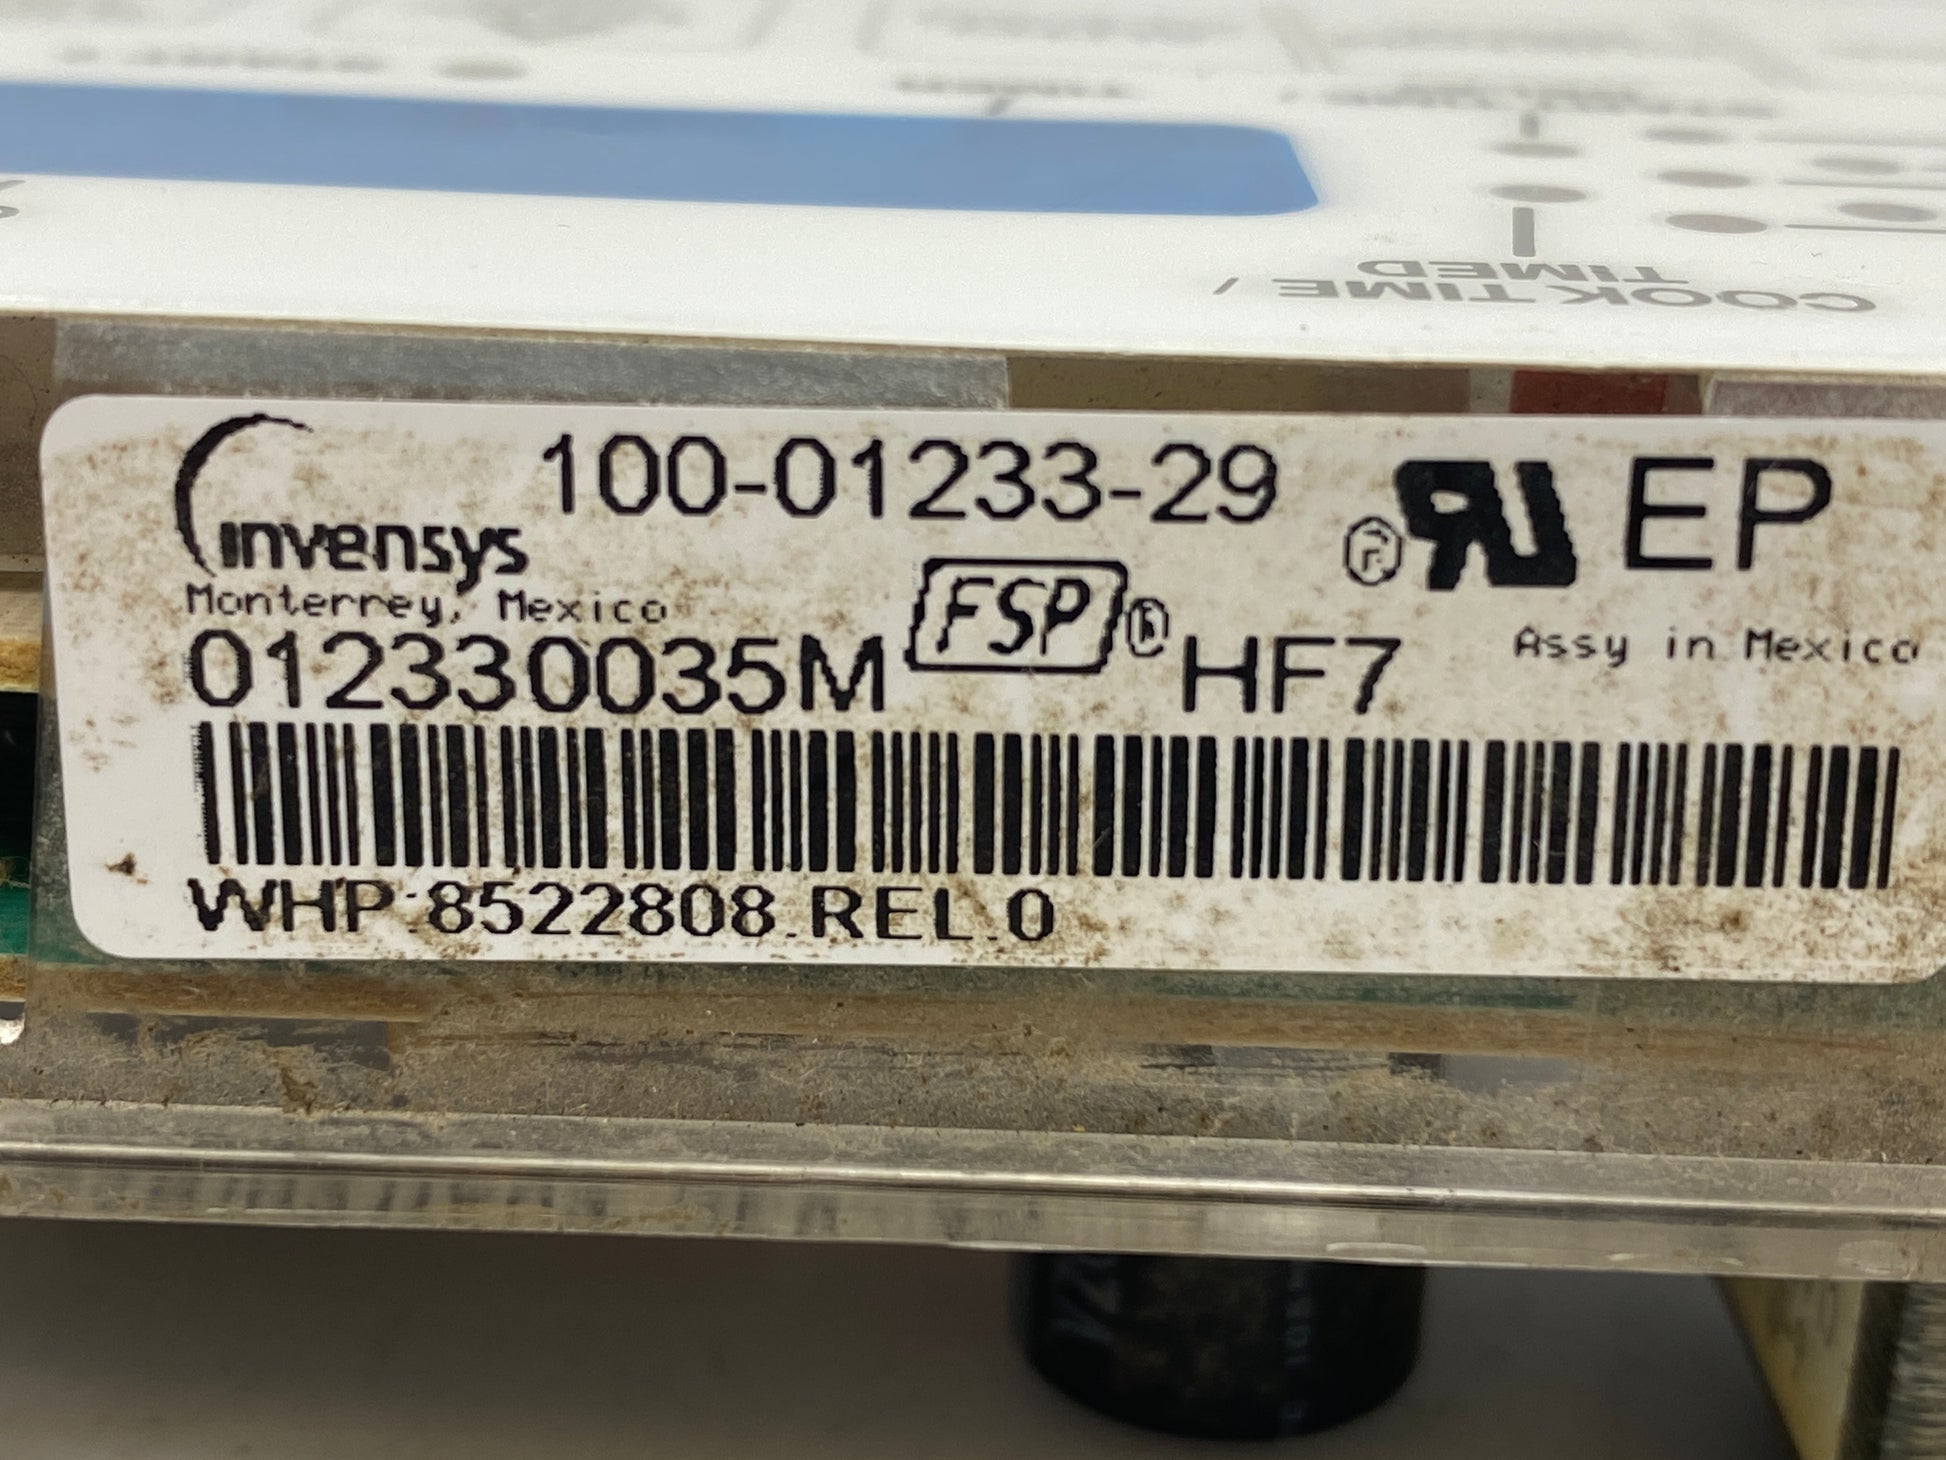 COOK TIME /
TIMED
invensys
100-01233-29
® RU EP
Monterrey, Mexico
FSP ®
Assy in Mexico
012330035M HF7
WHP:8522808.REL.0